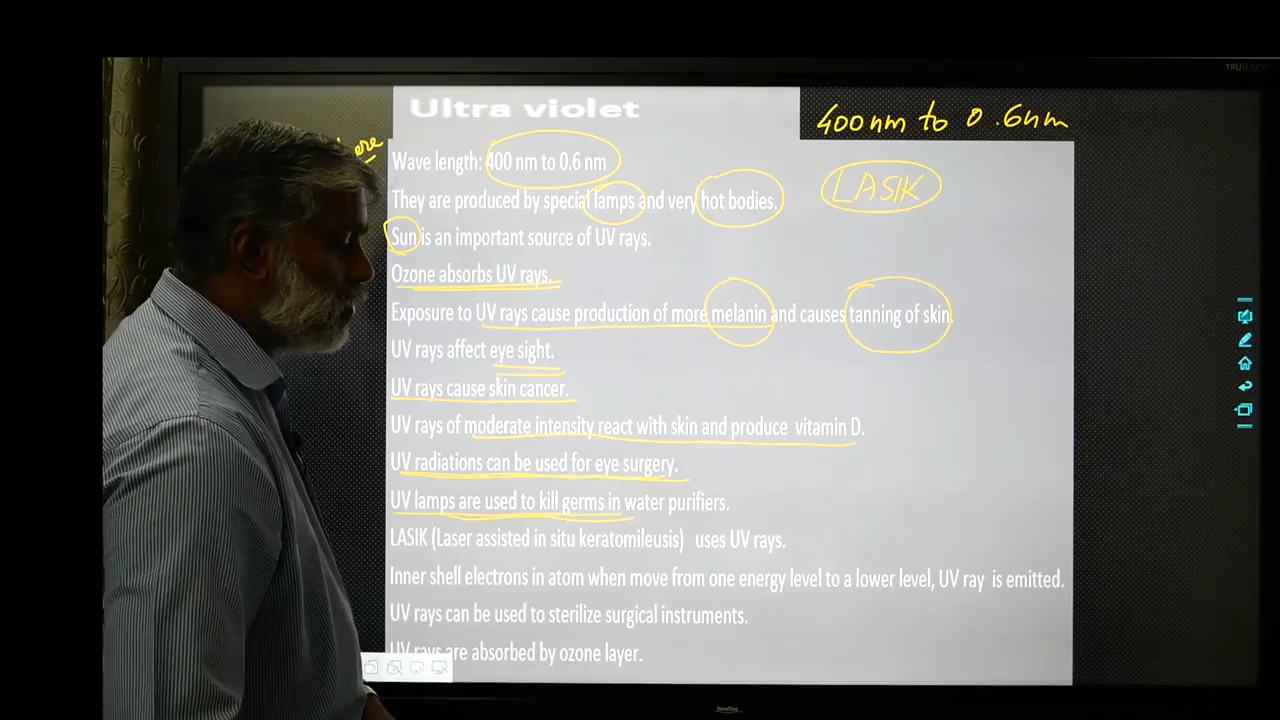 Ultra violet
400 nm to 0.6 nm
Wave length: 400 nm to 0.6 nm
LASIK
They are produced by special lamps and very hot bodies.
Sun is an important source of UV rays.
Ozone absorbs UV rays.
Exposure to UV rays cause production of more melanin and causes tanning of skin.
UV rays affect eye sight.
UV rays cause skin cancer.
UV rays of moderate intensity react with skin and produce vitamin D.
UV radiations can be used for eye surgery.
UV lamps are used to kill germs in water purifiers.
LASIK (Laser assisted in situ keratomileusis) uses UV rays.
Inner shell electrons in atom when move from one energy level to a lower level, UV ray is emitted.
UV rays can be used to sterilize surgical instruments.
UV rays are absorbed by ozone layer.